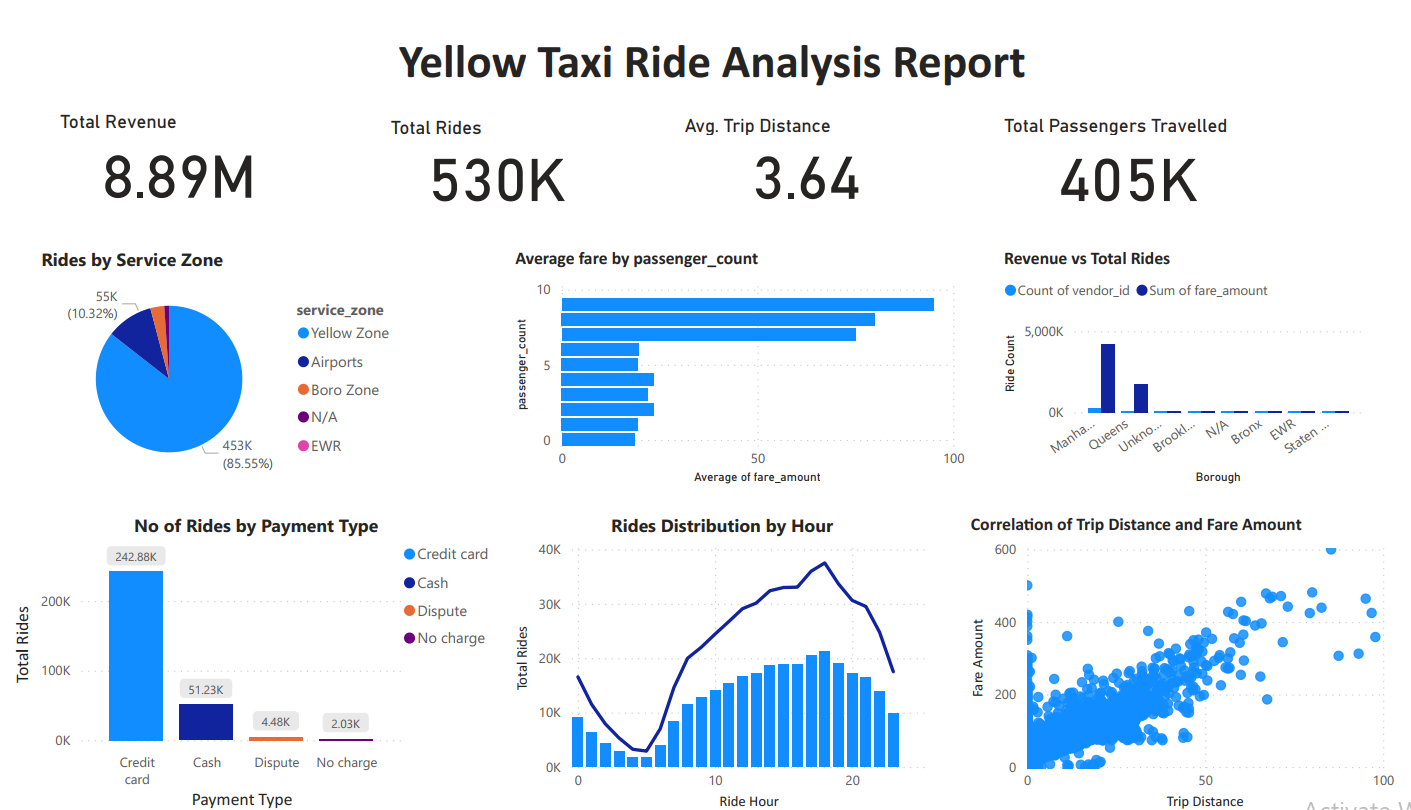 Yellow Taxi Ride Analysis Report
Total Revenue
8.89M
Total Rides
530K
Avg. Trip Distance
3.64
Total Passengers Travelled
405K
Rides by Service Zone
55K
(10.32%)
453K
(85.55%)
service_zone
Yellow Zone
Airports
Boro Zone
N/A
EWR
Average fare by passenger_count
passenger_count
10
5
0
0
50
100
Average of fare_amount
Revenue vs Total Rides
Count of vendor_id
Sum of fare_amount
Ride Count
5,000K
0K
Manha...
Queens
Unkno...
Brookl...
N/A
Bronx
EWR
Staten ...
Borough
No of Rides by Payment Type
Total Rides
200K
100K
0K
242.88K
51.23K
4.48K
2.03K
Credit
card
Cash
Dispute
No charge
Payment Type
Credit card
Cash
Dispute
No charge
Rides Distribution by Hour
Total Rides
40K
30K
20K
10K
0K
0
10
20
Ride Hour
Correlation of Trip Distance and Fare Amount
Fare Amount
600
400
200
0
0
50
100
Trip Distance
Activate W